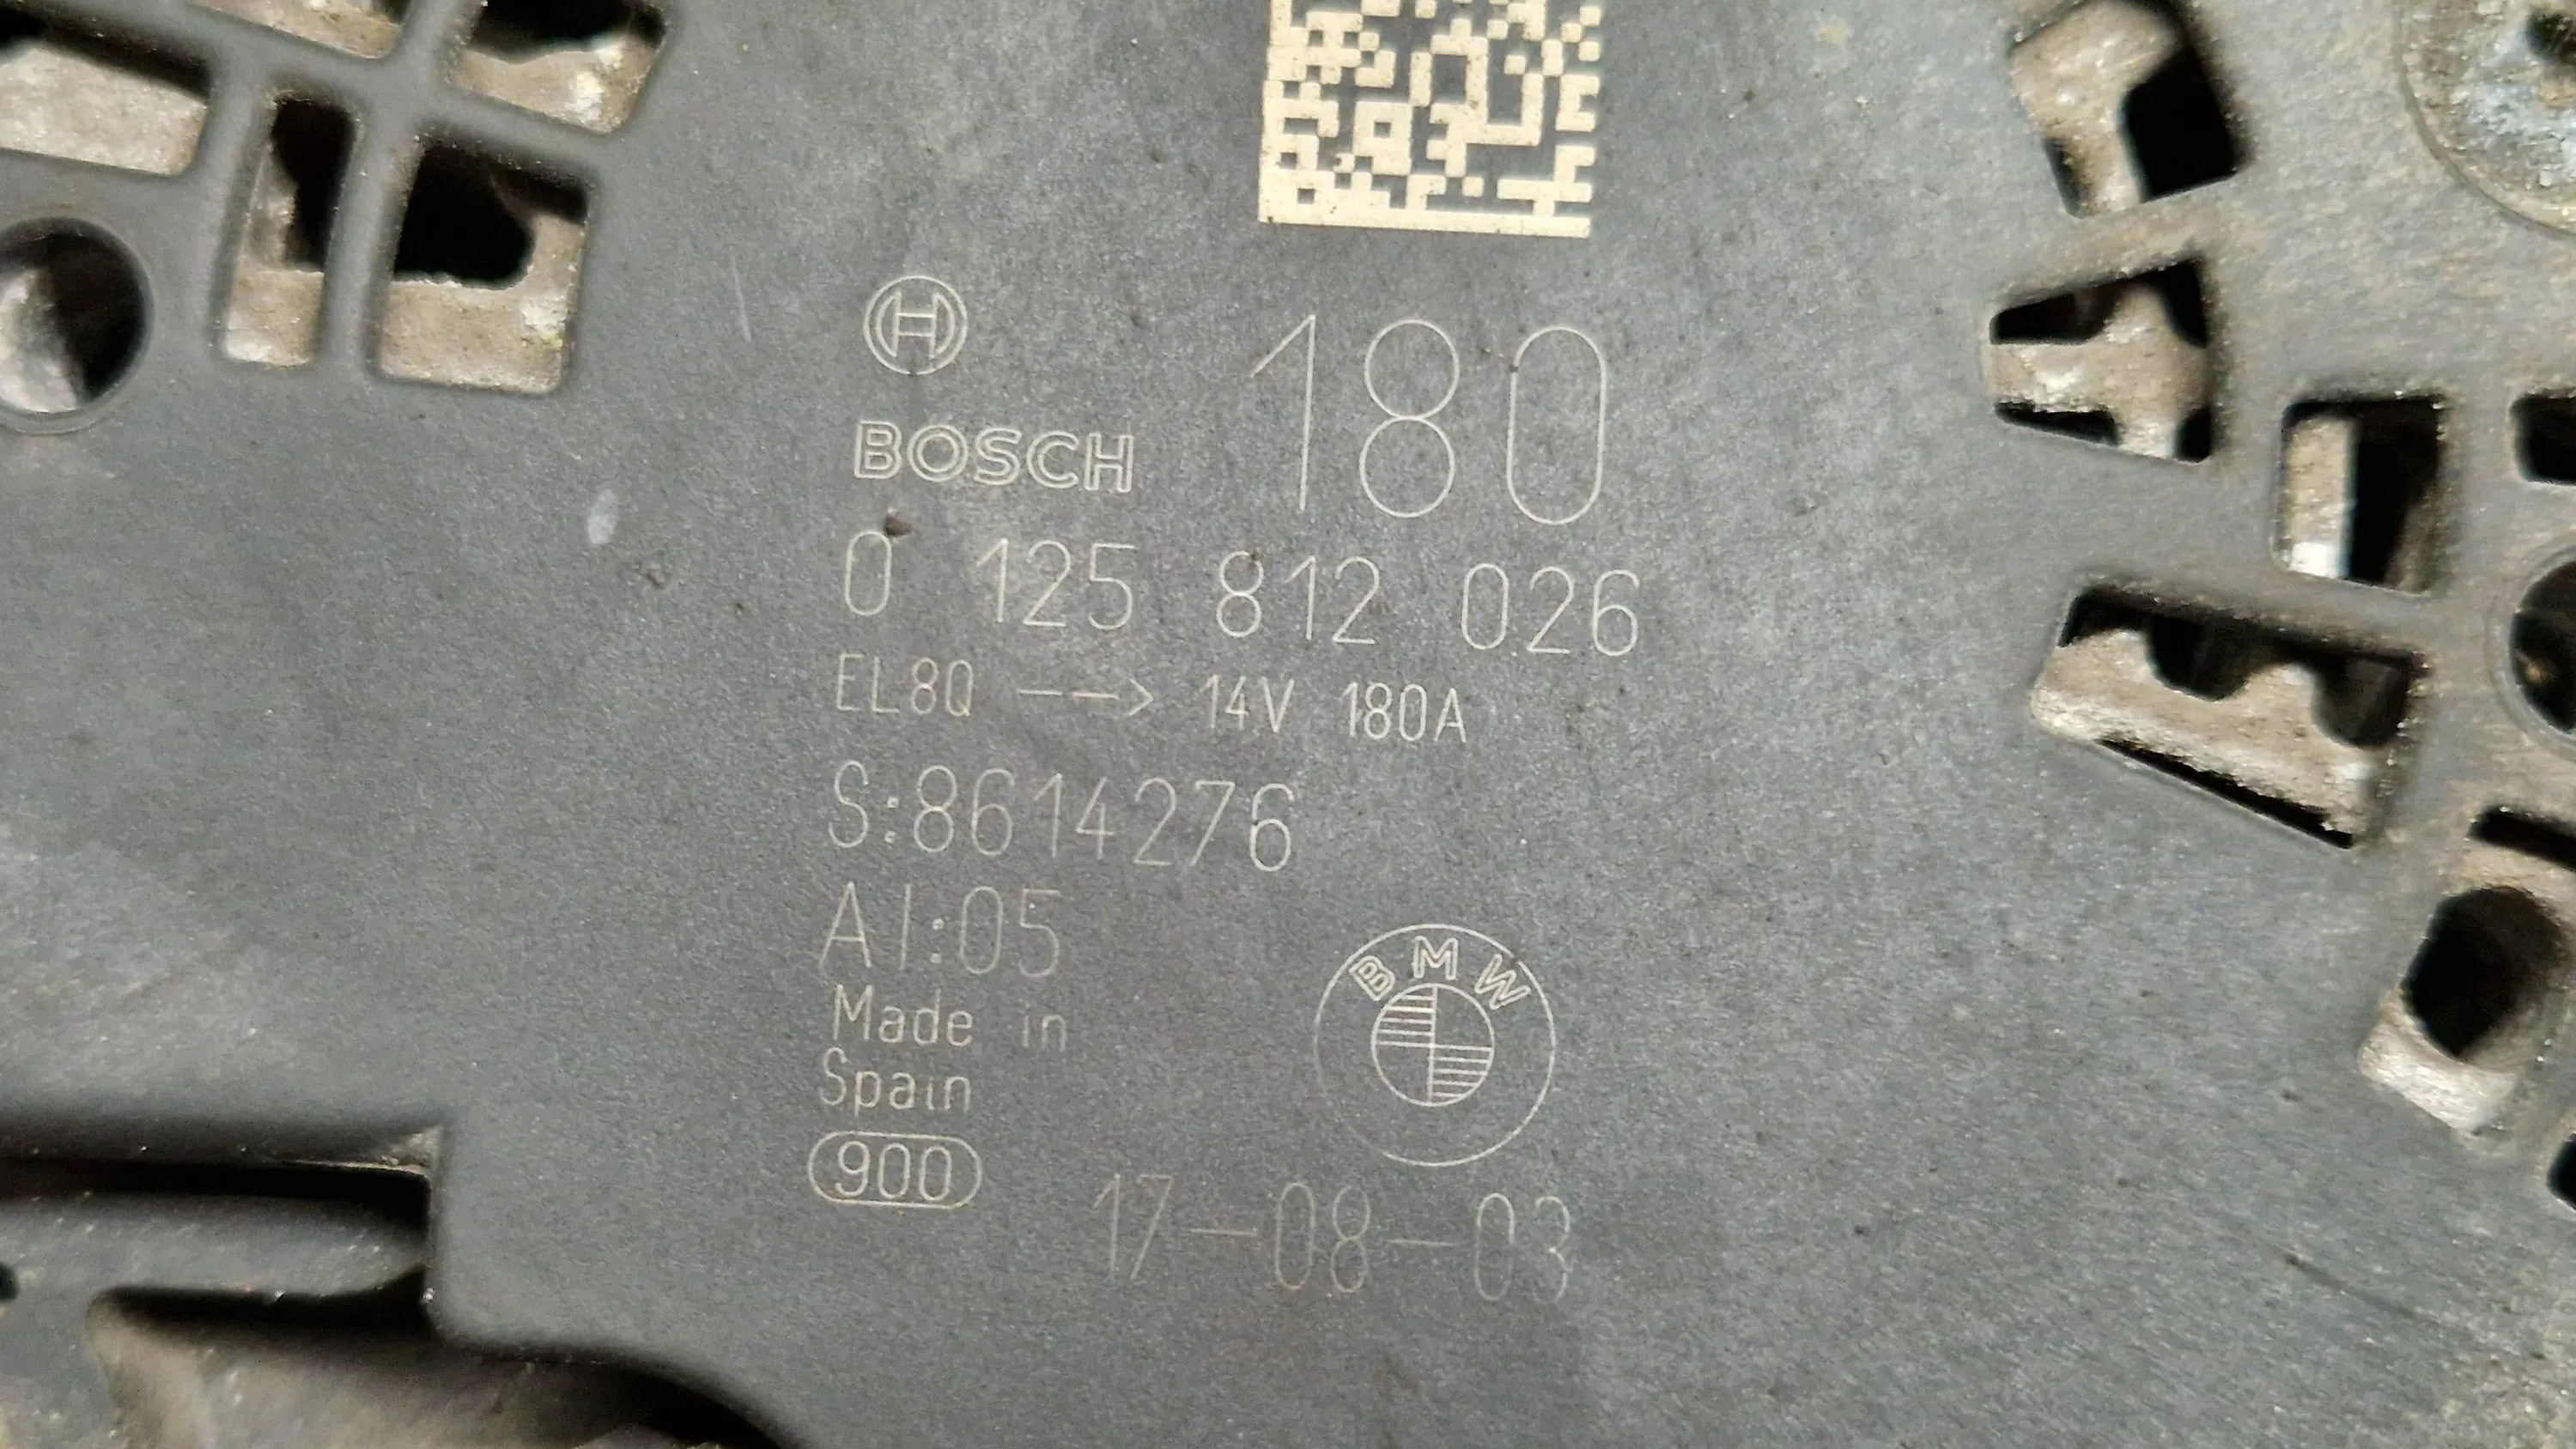 BOSCH 180
0 125 812 026
EL8Q --> 14V 180A
S:8614276
AI:05
Made in
Spain
BMW
900
17-08-03